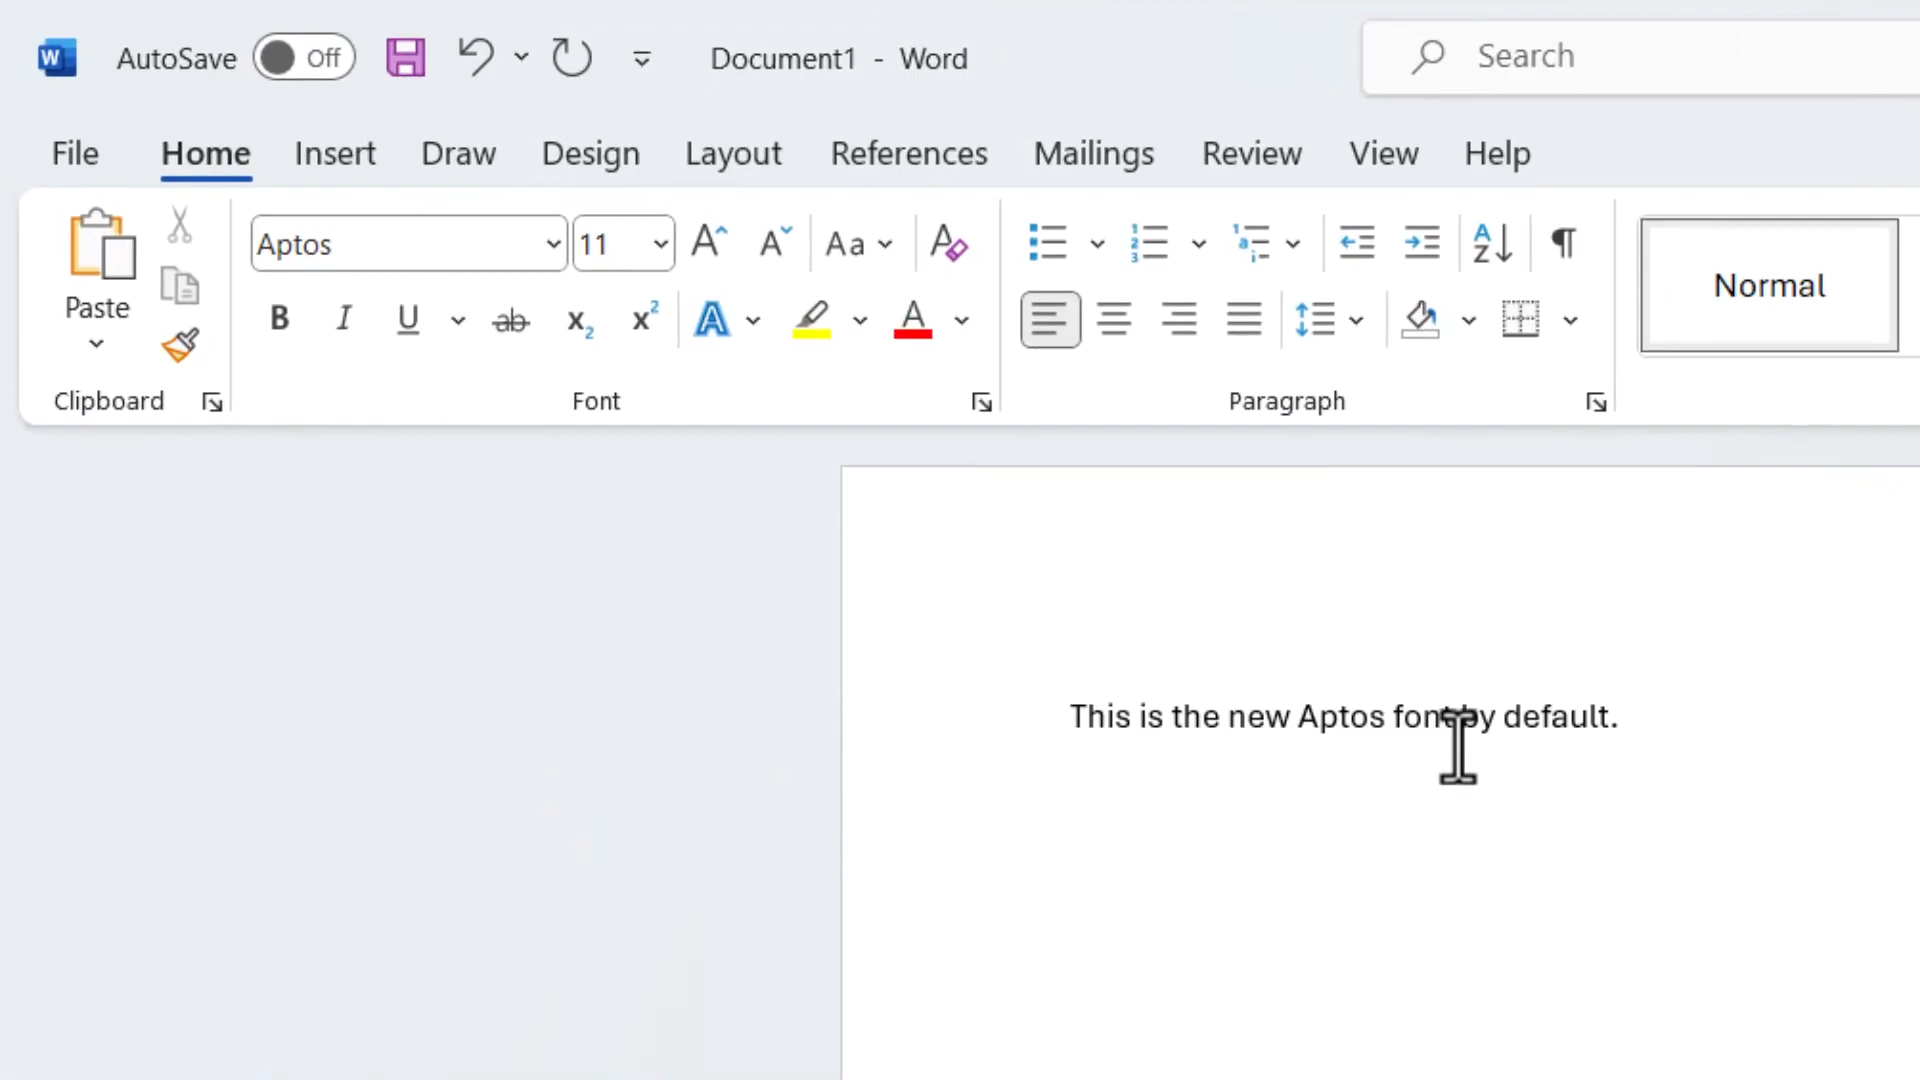 AutoSave Off Document1 - Word Search
File Home Insert Draw Design Layout References Mailings Review View Help
Paste
Aptos 11
Normal
Clipboard Font Paragraph
This is the new Aptos font by default.